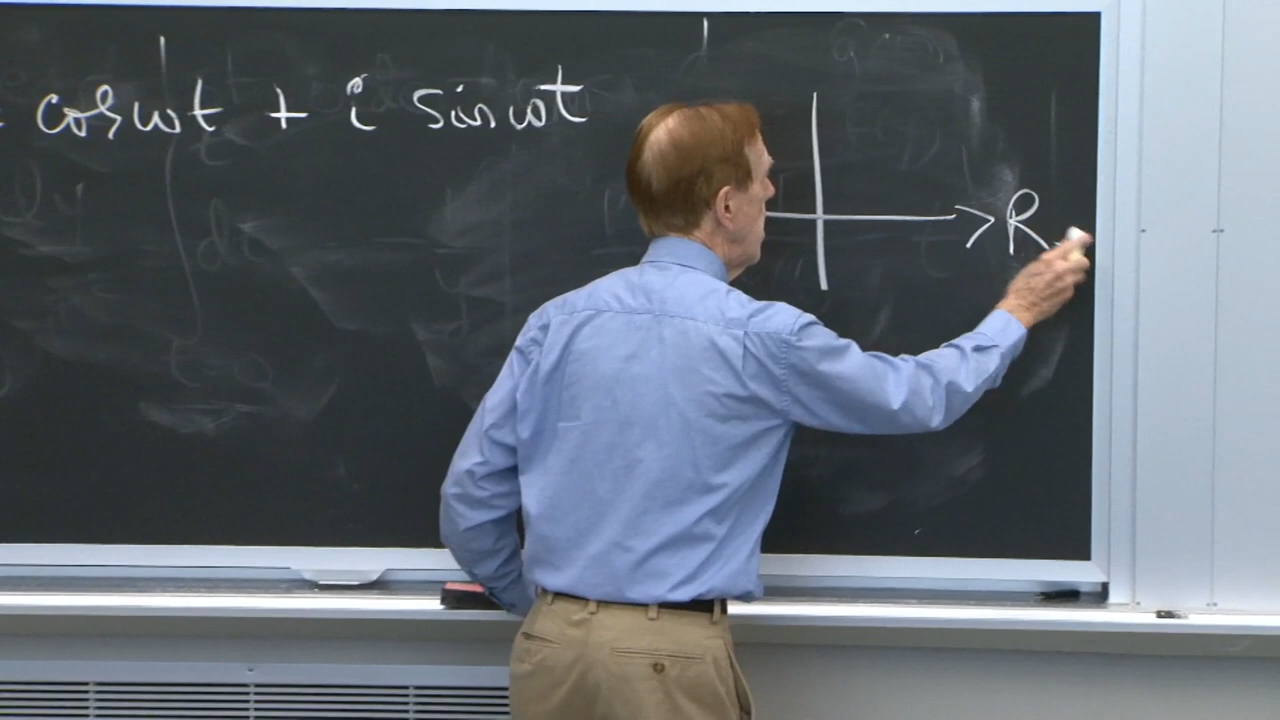 = cos ωt + i sin ωt
R